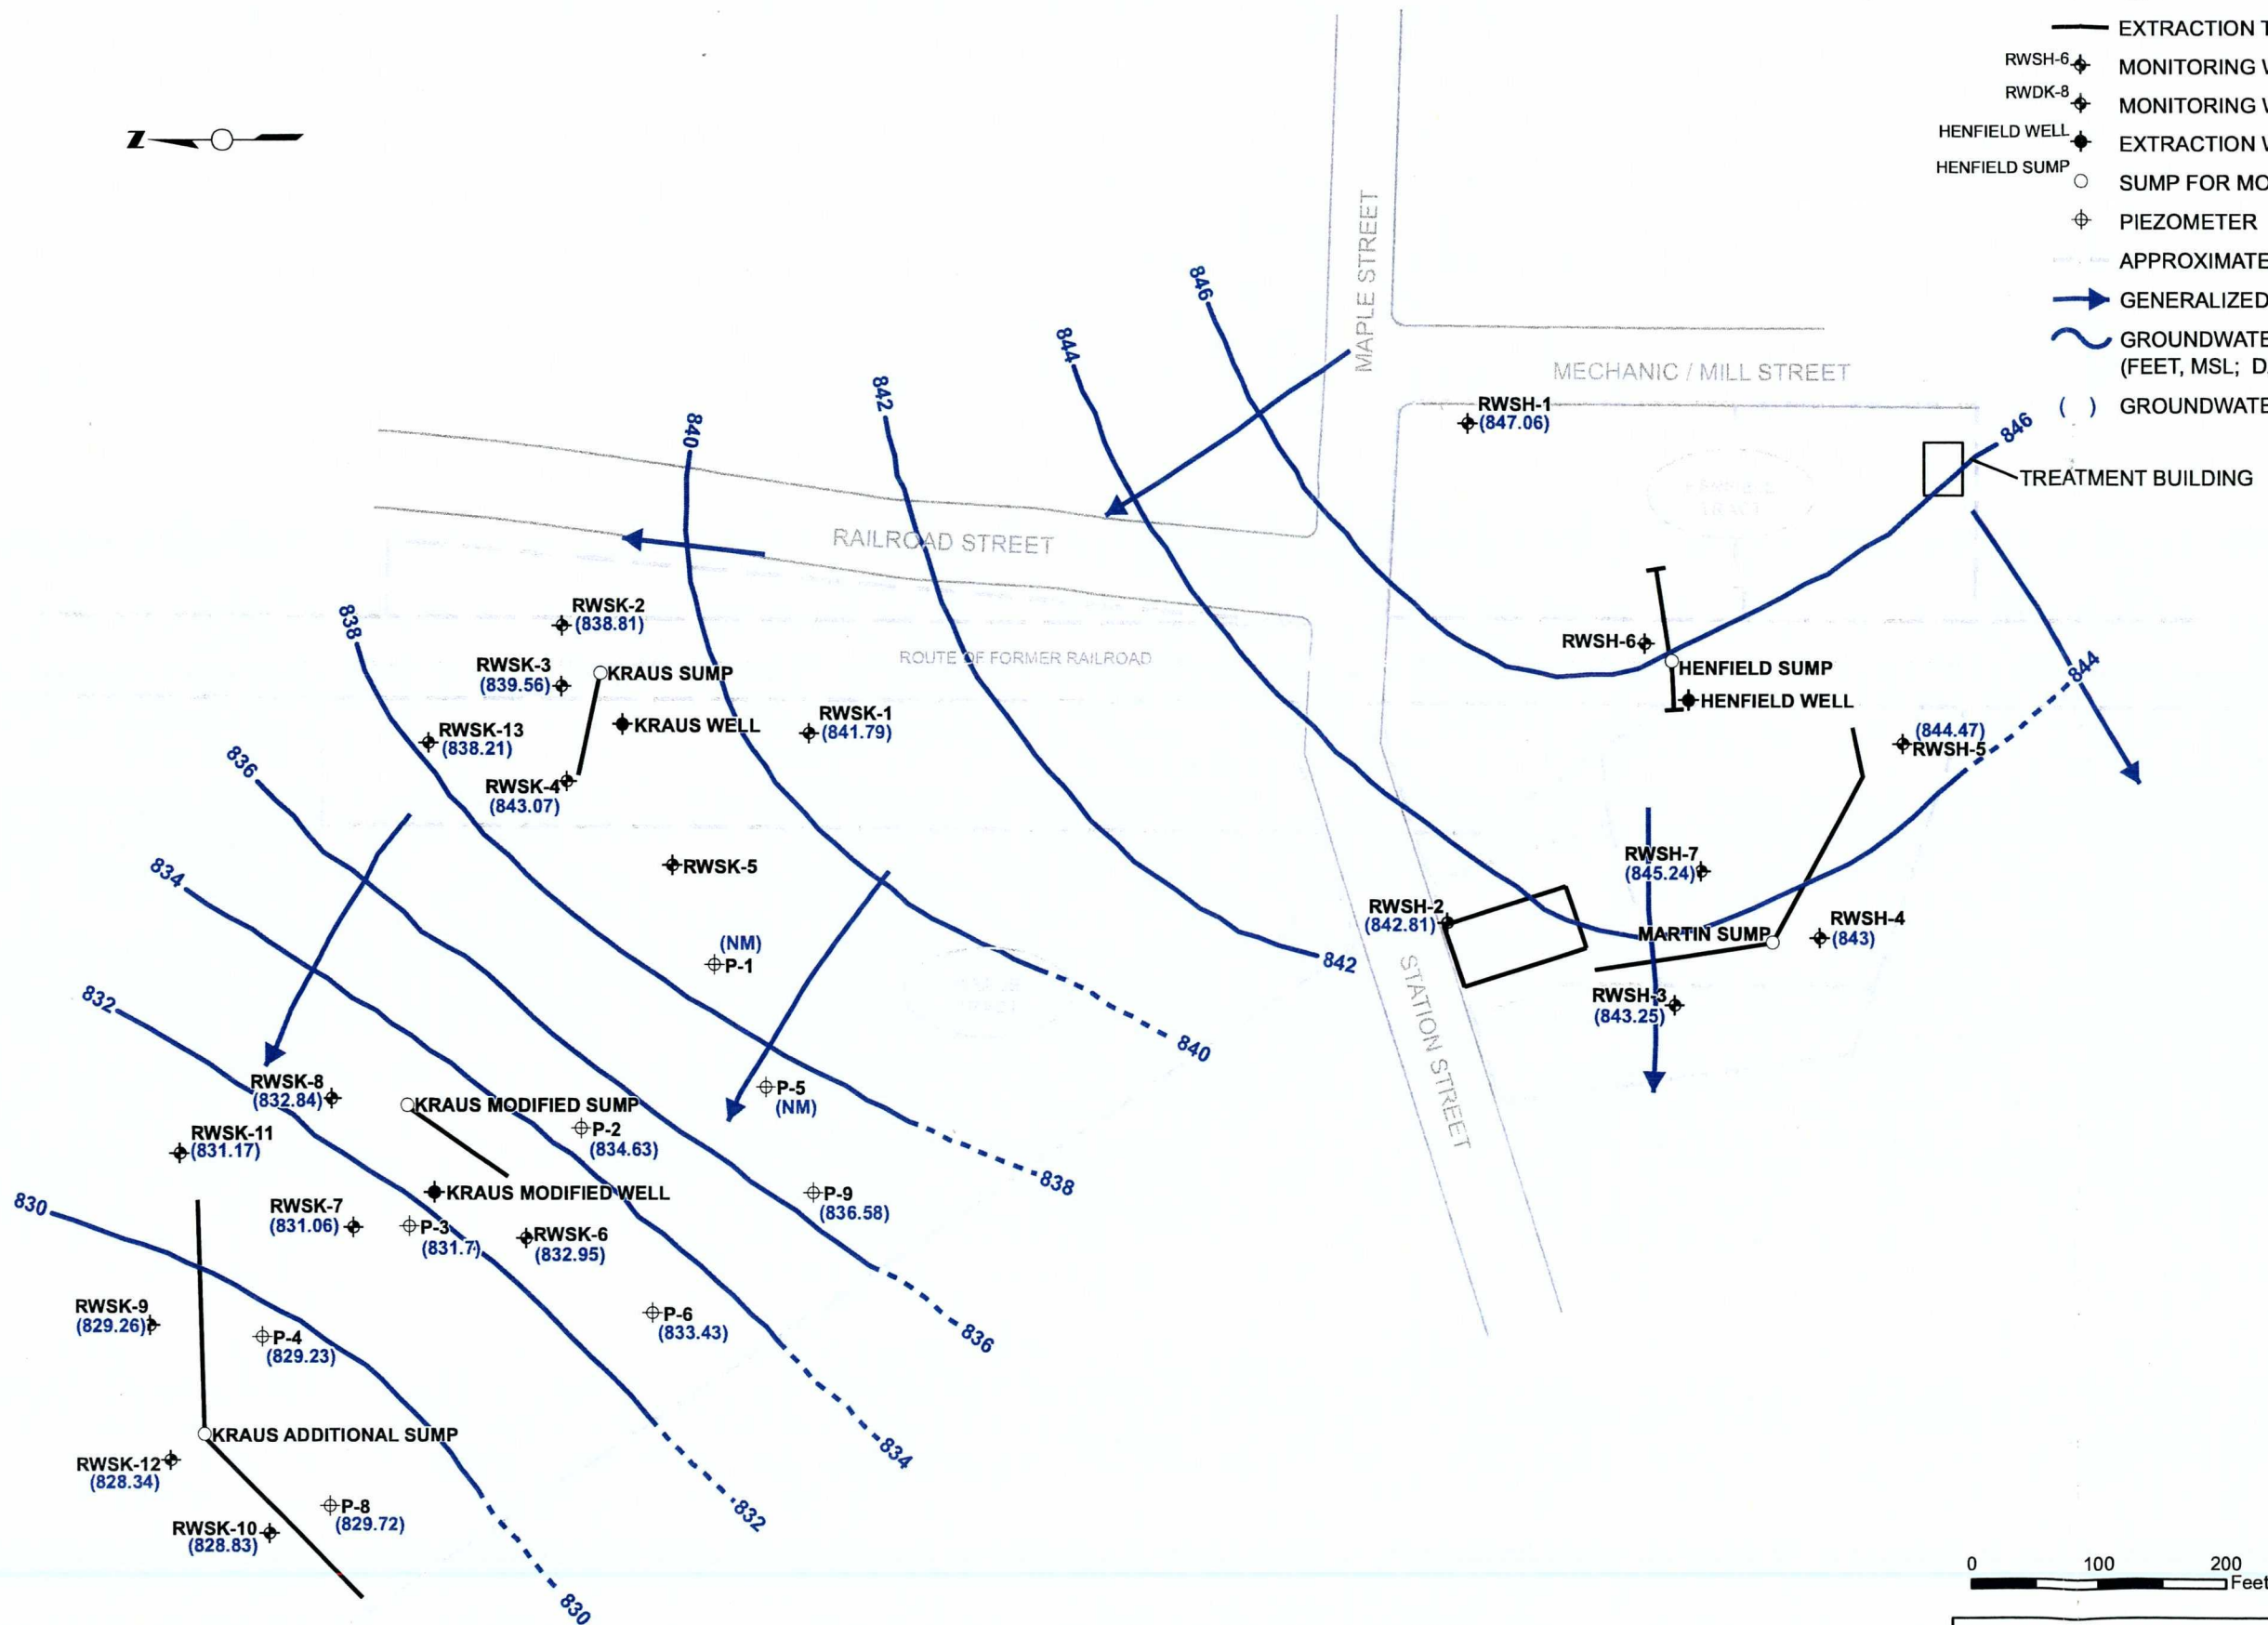 EXTRACTION T
RWSH-6
MONITORING W
RWDK-8
MONITORING W
HENFIELD WELL
EXTRACTION W
HENFIELD SUMP
SUMP FOR MO
PIEZOMETER
APPROXIMATE
GENERALIZED
GROUNDWATE
(FEET, MSL; DA
( ) GROUNDWATE
Z
MAPLE STREET
MECHANIC / MILL STREET
846
844
842
840
838
836
834
832
830
RWSH-1
(847.06)
846
TREATMENT BUILDING
RAILROAD STREET
ROUTE OF FORMER RAILROAD
RWSK-2
(838.81)
RWSK-3
(839.56)
KRAUS SUMP
KRAUS WELL
RWSK-13
(838.21)
RWSK-4
(843.07)
RWSK-1
(841.79)
RWSK-5
(NM)
P-1
P-5
(NM)
RWSH-6
HENFIELD SUMP
HENFIELD WELL
844
(844.47)
RWSH-5
RWSH-7
(845.24)
RWSH-2
(842.81)
MARTIN SUMP
RWSH-4
(843)
RWSH-3
(843.25)
STATION STREET
842
840
838
836
834
832
830
RWSK-8
(832.84)
KRAUS MODIFIED SUMP
P-2
(834.63)
RWSK-11
(831.17)
KRAUS MODIFIED WELL
P-9
(836.58)
RWSK-7
(831.06)
P-3
(831.7)
RWSK-6
(832.95)
RWSK-9
(829.26)
P-4
(829.23)
P-6
(833.43)
KRAUS ADDITIONAL SUMP
RWSK-12
(828.34)
P-8
(829.72)
RWSK-10
(828.83)
0 100 200
Feet